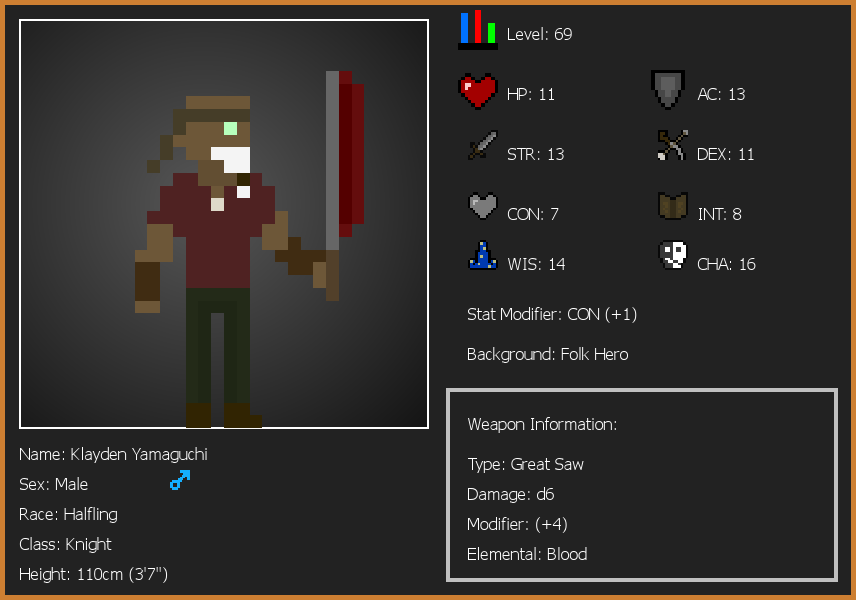 Level: 69
HP: 11
AC: 13
STR: 13
DEX: 11
CON: 7
INT: 8
WIS: 14
CHA: 16
Stat Modifier: CON (+1)
Background: Folk Hero
Weapon Information:
Type: Great Saw
Damage: d6
Modifier: (+4)
Elemental: Blood
Name: Klayden Yamaguchi
Sex: Male
Race: Halfling
Class: Knight
Height: 110cm (3'7")